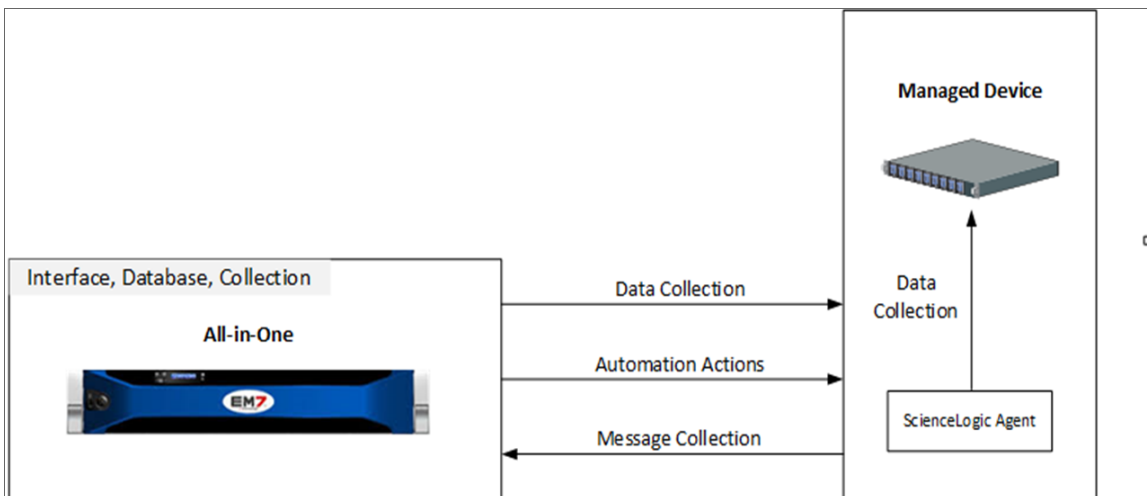 Managed Device
Interface, Database, Collection
All-in-One
EM7
Data Collection
Automation Actions
Message Collection
Data
Collection
ScienceLogic Agent